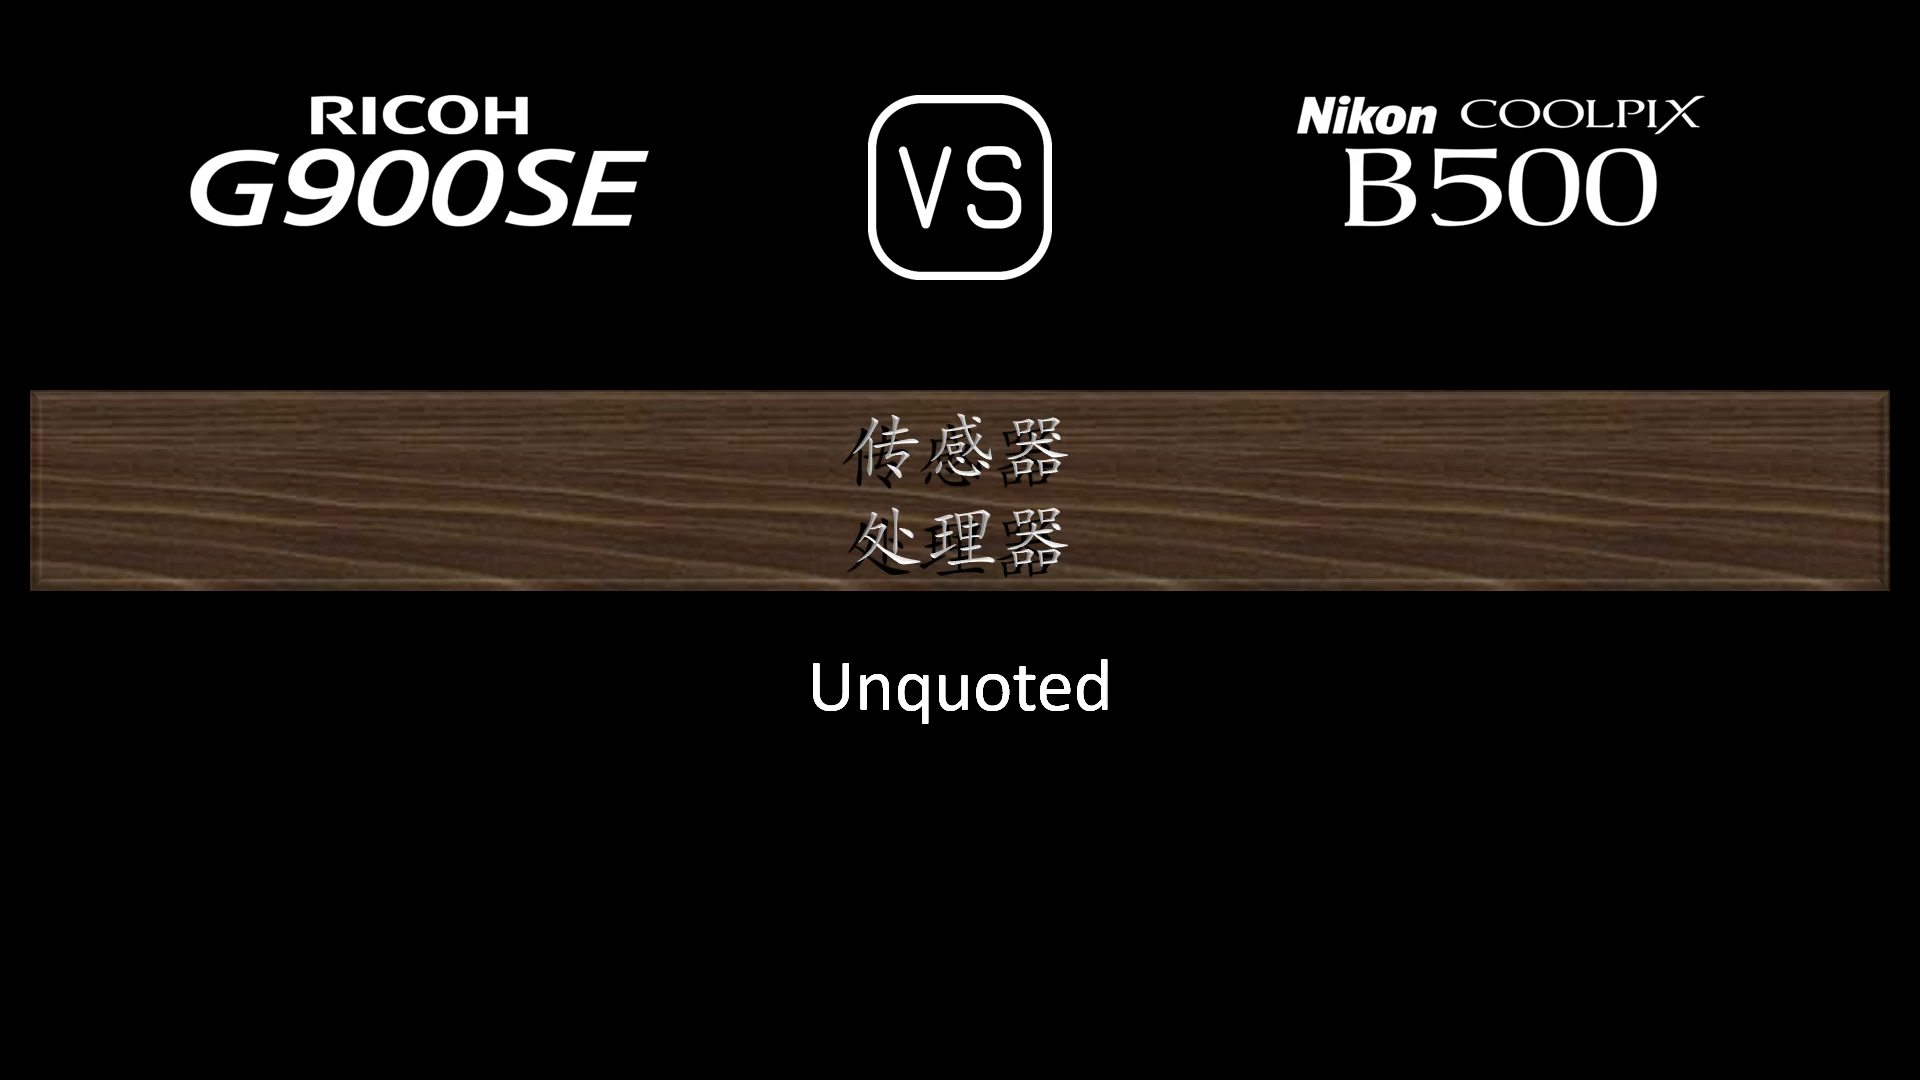 RICOH
G900SE
VS
Nikon COOLPIX
B500
传感器
处理器
Unquoted